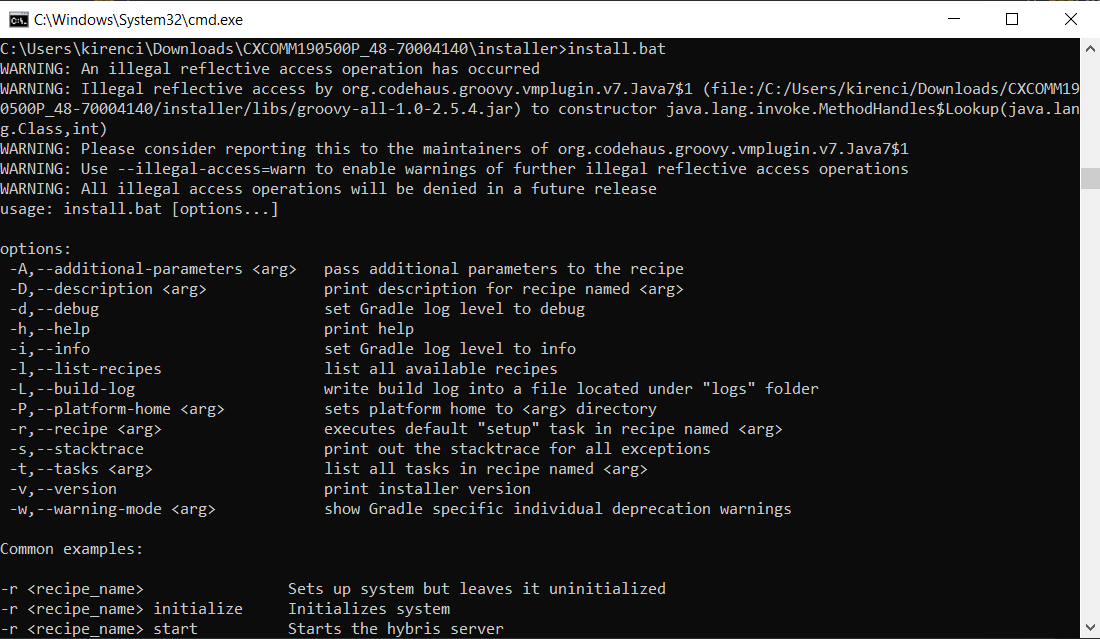 C:\Windows\System32\cmd.exe
C:\Users\kirenci\Downloads\CXCOMM190500P_48-70004140\installer>install.bat
WARNING: An illegal reflective access operation has occurred
WARNING: Illegal reflective access by org.codehaus.groovy.vmplugin.v7.Java7$1 (file:/C:/Users/kirenci/Downloads/CXCOMM19
0500P_48-70004140/installer/libs/groovy-all-1.0-2.5.4.jar) to constructor java.lang.invoke.MethodHandles$Lookup(java.lan
g.Class,int)
WARNING: Please consider reporting this to the maintainers of org.codehaus.groovy.vmplugin.v7.Java7$1
WARNING: Use --illegal-access=warn to enable warnings of further illegal reflective access operations
WARNING: All illegal access operations will be denied in a future release
usage: install.bat [options...]
options:
-A,--additional-parameters <arg>   pass additional parameters to the recipe
-D,--description <arg>             print description for recipe named <arg>
-d,--debug                         set Gradle log level to debug
-h,--help                          print help
-i,--info                          set Gradle log level to info
-l,--list-recipes                  list all available recipes
-L,--build-log                     write build log into a file located under "logs" folder
-P,--platform-home <arg>           sets platform home to <arg> directory
-r,--recipe <arg>                  executes default "setup" task in recipe named <arg>
-s,--stacktrace                    print out the stacktrace for all exceptions
-t,--tasks <arg>                   list all tasks in recipe named <arg>
-v,--version                       print installer version
-w,--warning-mode <arg>            show Gradle specific individual deprecation warnings
Common examples:
-r <recipe_name>                Sets up system but leaves it uninitialized
-r <recipe_name> initialize     Initializes system
-r <recipe_name> start          Starts the hybris server